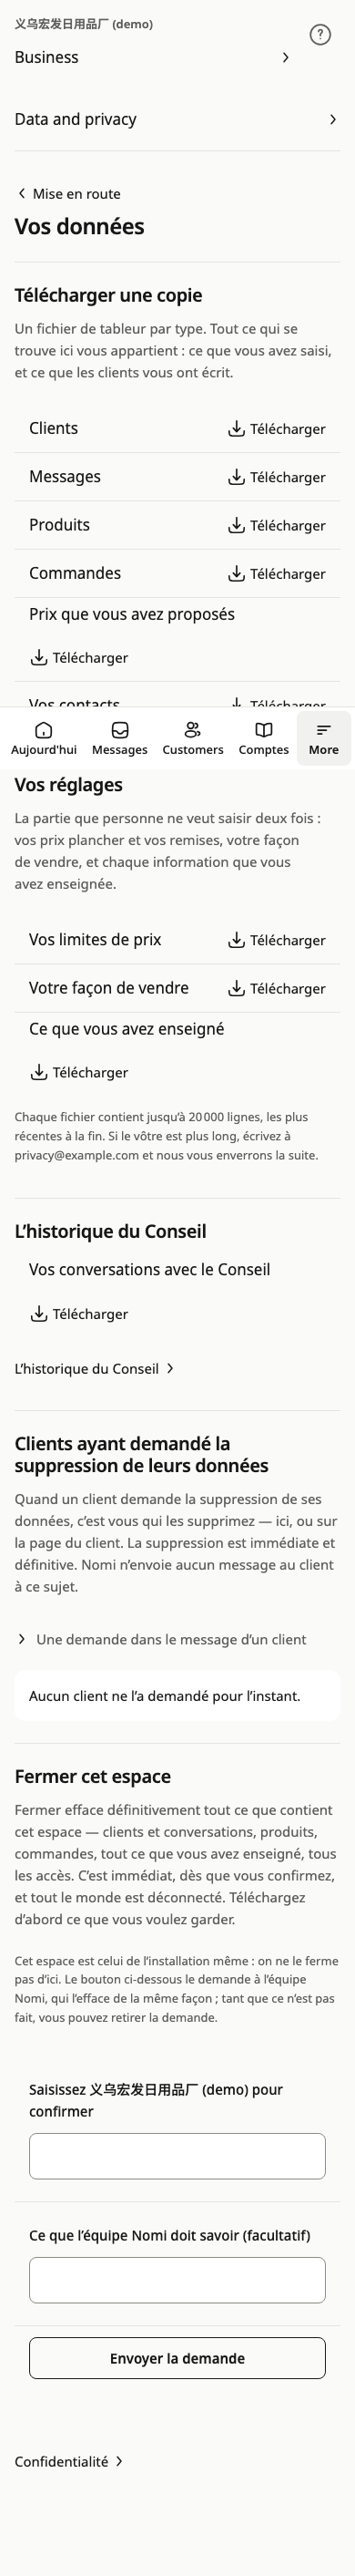 义乌宏发日用品厂 (demo)
Business
Data and privacy
Mise en route
Vos données
Télécharger une copie
Un fichier de tableur par type. Tout ce qui se
trouve ici vous appartient : ce que vous avez saisi,
et ce que les clients vous ont écrit.
Clients
Télécharger
Messages
Télécharger
Produits
Télécharger
Commandes
Télécharger
Prix que vous avez proposés
Télécharger
Vos contacts
Télécharger
Aujourd'hui
Messages
Customers
Comptes
More
Vos réglages
La partie que personne ne veut saisir deux fois :
vos prix plancher et vos remises, votre façon
de vendre, et chaque information que vous
avez enseignée.
Vos limites de prix
Télécharger
Votre façon de vendre
Télécharger
Ce que vous avez enseigné
Télécharger
Chaque fichier contient jusqu’à 20 000 lignes, les plus
récentes à la fin. Si le vôtre est plus long, écrivez à
privacy@example.com et nous vous enverrons la suite.
L’historique du Conseil
Vos conversations avec le Conseil
Télécharger
L’historique du Conseil
Clients ayant demandé la
suppression de leurs données
Quand un client demande la suppression de ses
données, c’est vous qui les supprimez — ici, ou sur
la page du client. La suppression est immédiate et
définitive. Nomi n’envoie aucun message au client
à ce sujet.
Une demande dans le message d’un client
Aucun client ne l’a demandé pour l’instant.
Fermer cet espace
Fermer efface définitivement tout ce que contient
cet espace — clients et conversations, produits,
commandes, tout ce que vous avez enseigné, tous
les accès. C’est immédiat, dès que vous confirmez,
et tout le monde est déconnecté. Téléchargez
d’abord ce que vous voulez garder.
Cet espace est celui de l’installation même : on ne le ferme
pas d’ici. Le bouton ci-dessous le demande à l’équipe
Nomi, qui l’efface de la même façon ; tant que ce n’est pas
fait, vous pouvez retirer la demande.
Saisissez 义乌宏发日用品厂 (demo) pour
confirmer
Ce que l’équipe Nomi doit savoir (facultatif)
Envoyer la demande
Confidentialité